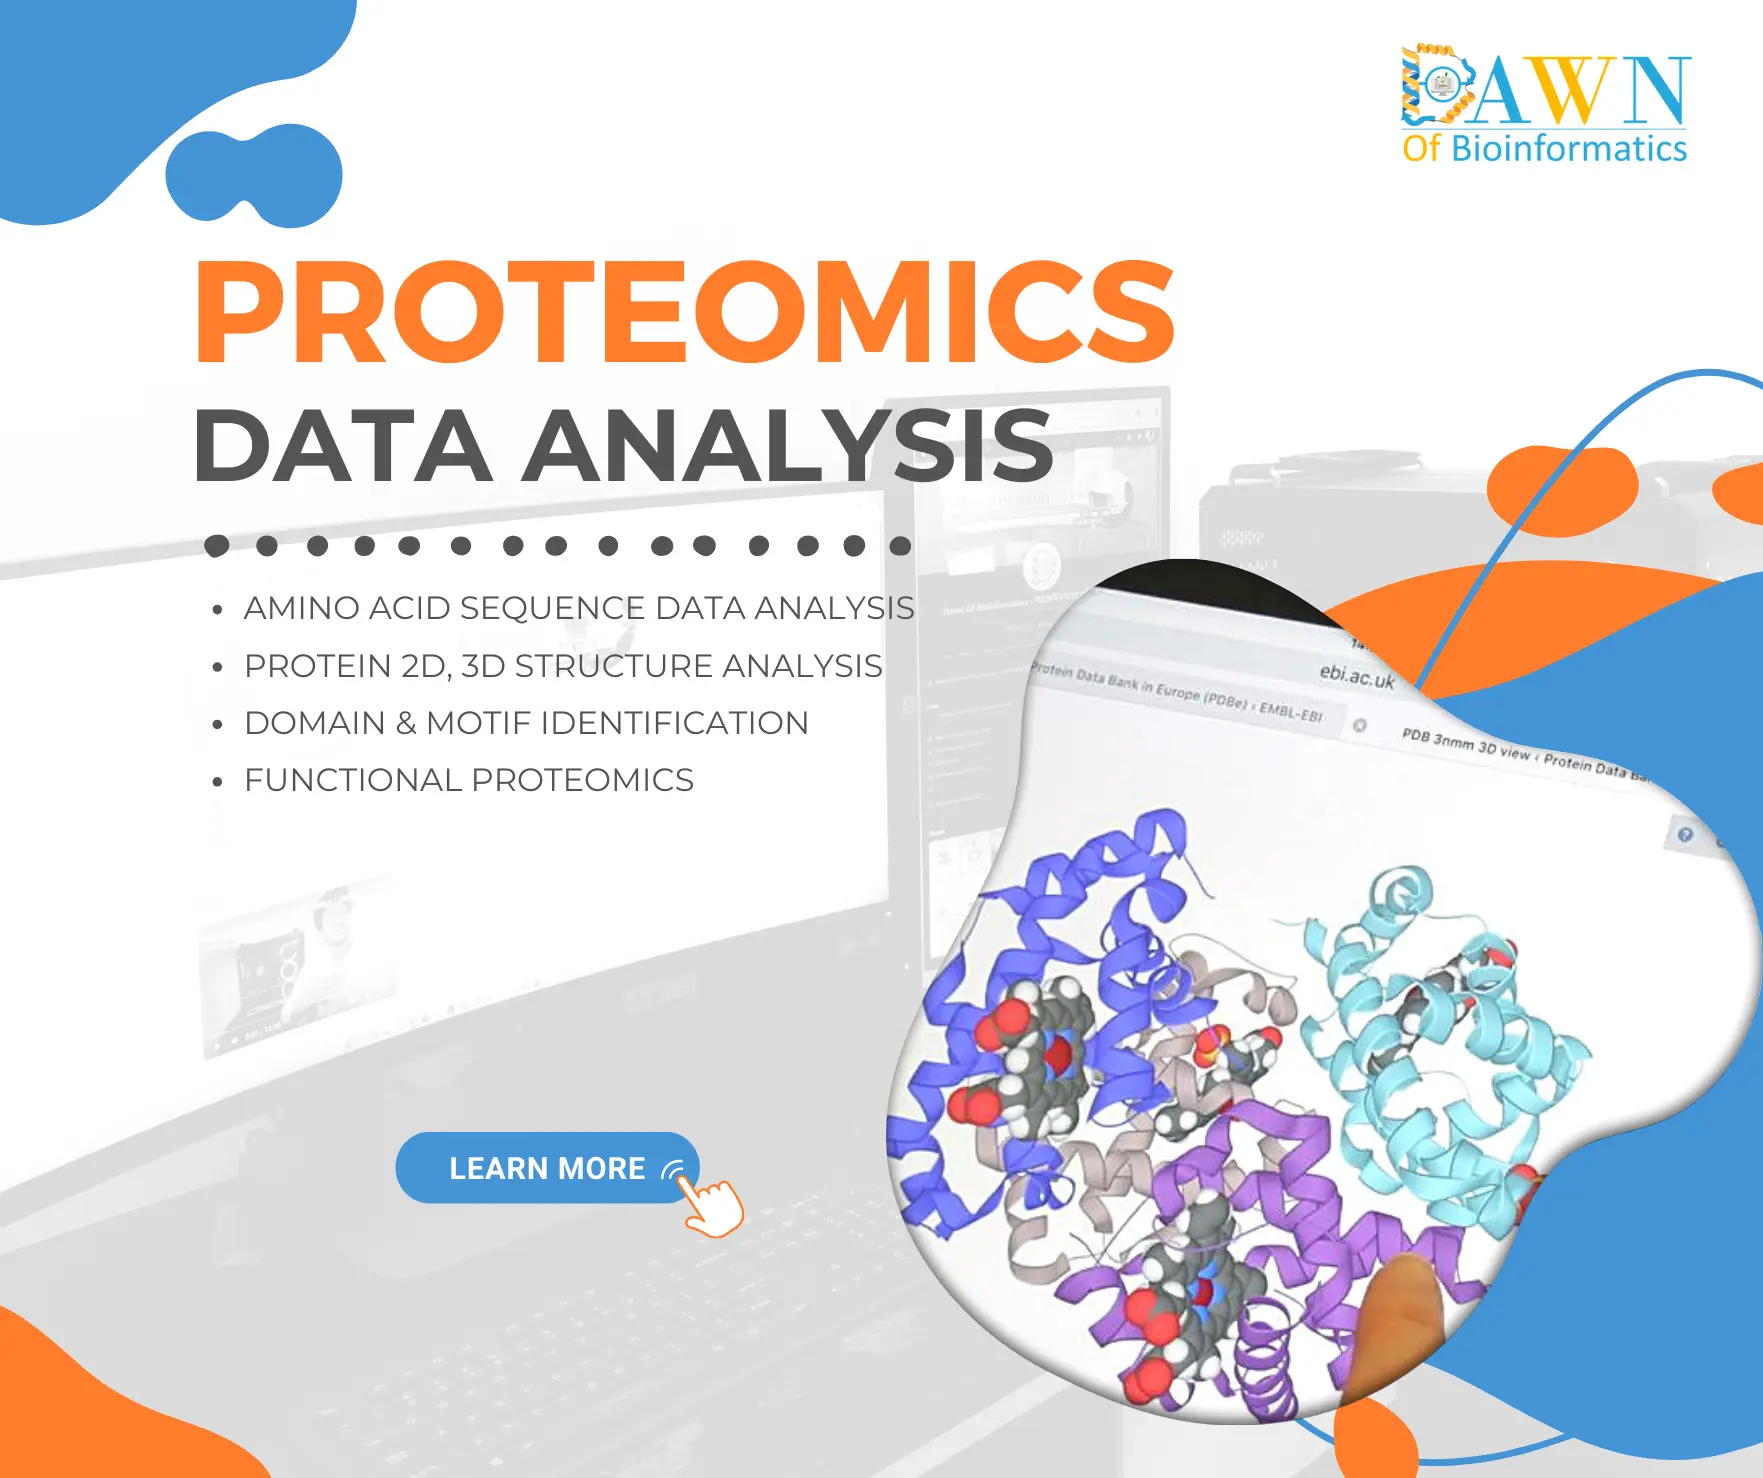 DAWN
Of Bioinformatics
PROTEOMICS
DATA ANALYSIS
• AMINO ACID SEQUENCE DATA ANALYSIS
• PROTEIN 2D, 3D STRUCTURE ANALYSIS
• DOMAIN & MOTIF IDENTIFICATION
• FUNCTIONAL PROTEOMICS
ebi.ac.uk
Protein Data Bank in Europe (PDBe) ‹ EMBL-EBI
PDB 3nmm 3D view ‹ Protein Data
LEARN MORE